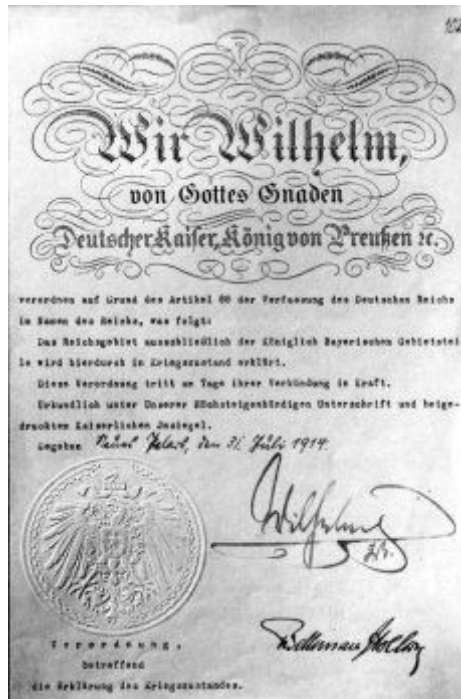 102
Wir Wilhelm,
von Gottes Gnaden
Deutscher Kaiser, König von Preußen ꝛc.
verordnen auf Grund des Artikel 68 der Verfassung des Deutschen Reichs
im Namen des Reichs, was folgt:
Das Reichsgebiet ausschließlich der Königlich Bayerischen Gebietstei-
le wird hierdurch in Kriegszustand erklärt.
Diese Verordnung tritt am Tage ihrer Verkündung in Kraft.
Urkundlich unter Unserer Höchsteigenhändigen Unterschrift und beige-
drucktem Kaiserlichen Insiegel.
Gegeben Neues Palais, den 31. Juli 1914.
Wilhelm
I.R.
v Bethmann Hollweg
Verordnung,
betreffend
die Erklärung des Kriegszustandes.